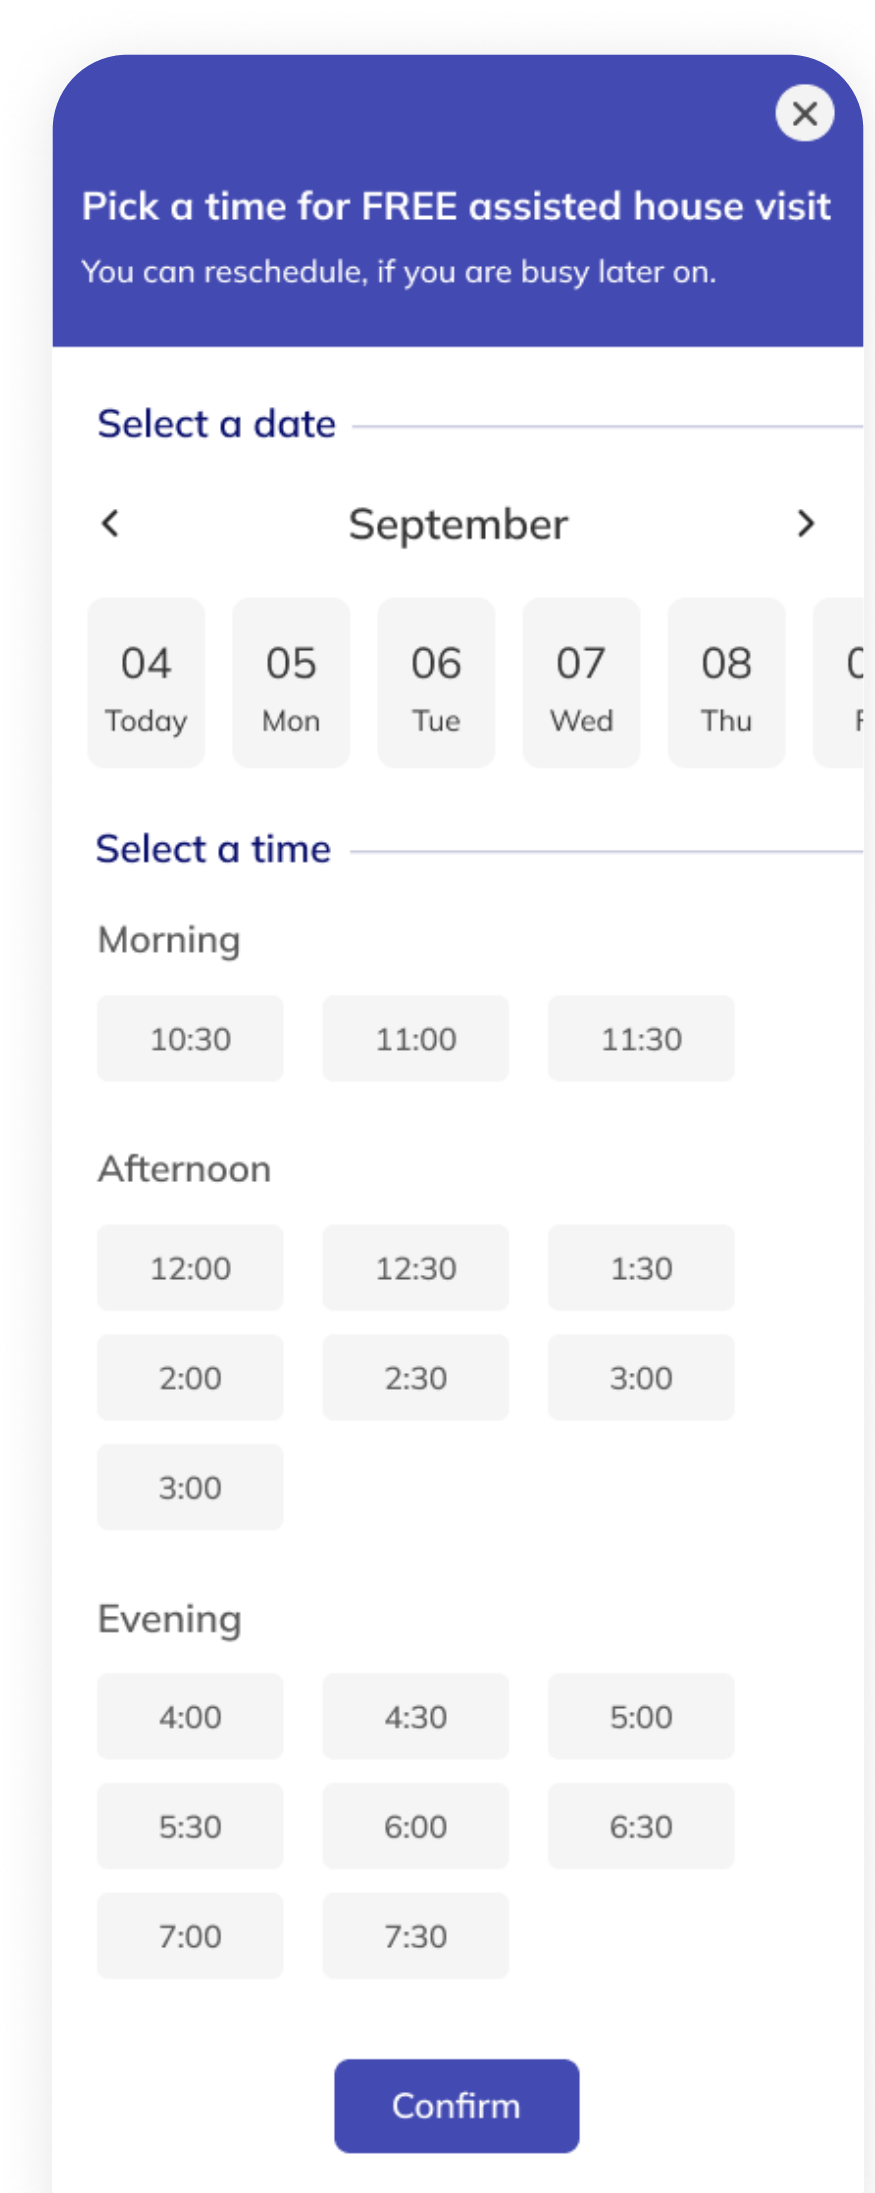 Pick a time for FREE assisted house visit
You can reschedule, if you are busy later on.
Select a date
September
04 05 06 07 08
Today Mon Tue Wed Thu
Select a time
Morning
10:30 11:00 11:30
Afternoon
12:00 12:30 1:30
2:00 2:30 3:00
3:00
Evening
4:00 4:30 5:00
5:30 6:00 6:30
7:00 7:30
Confirm